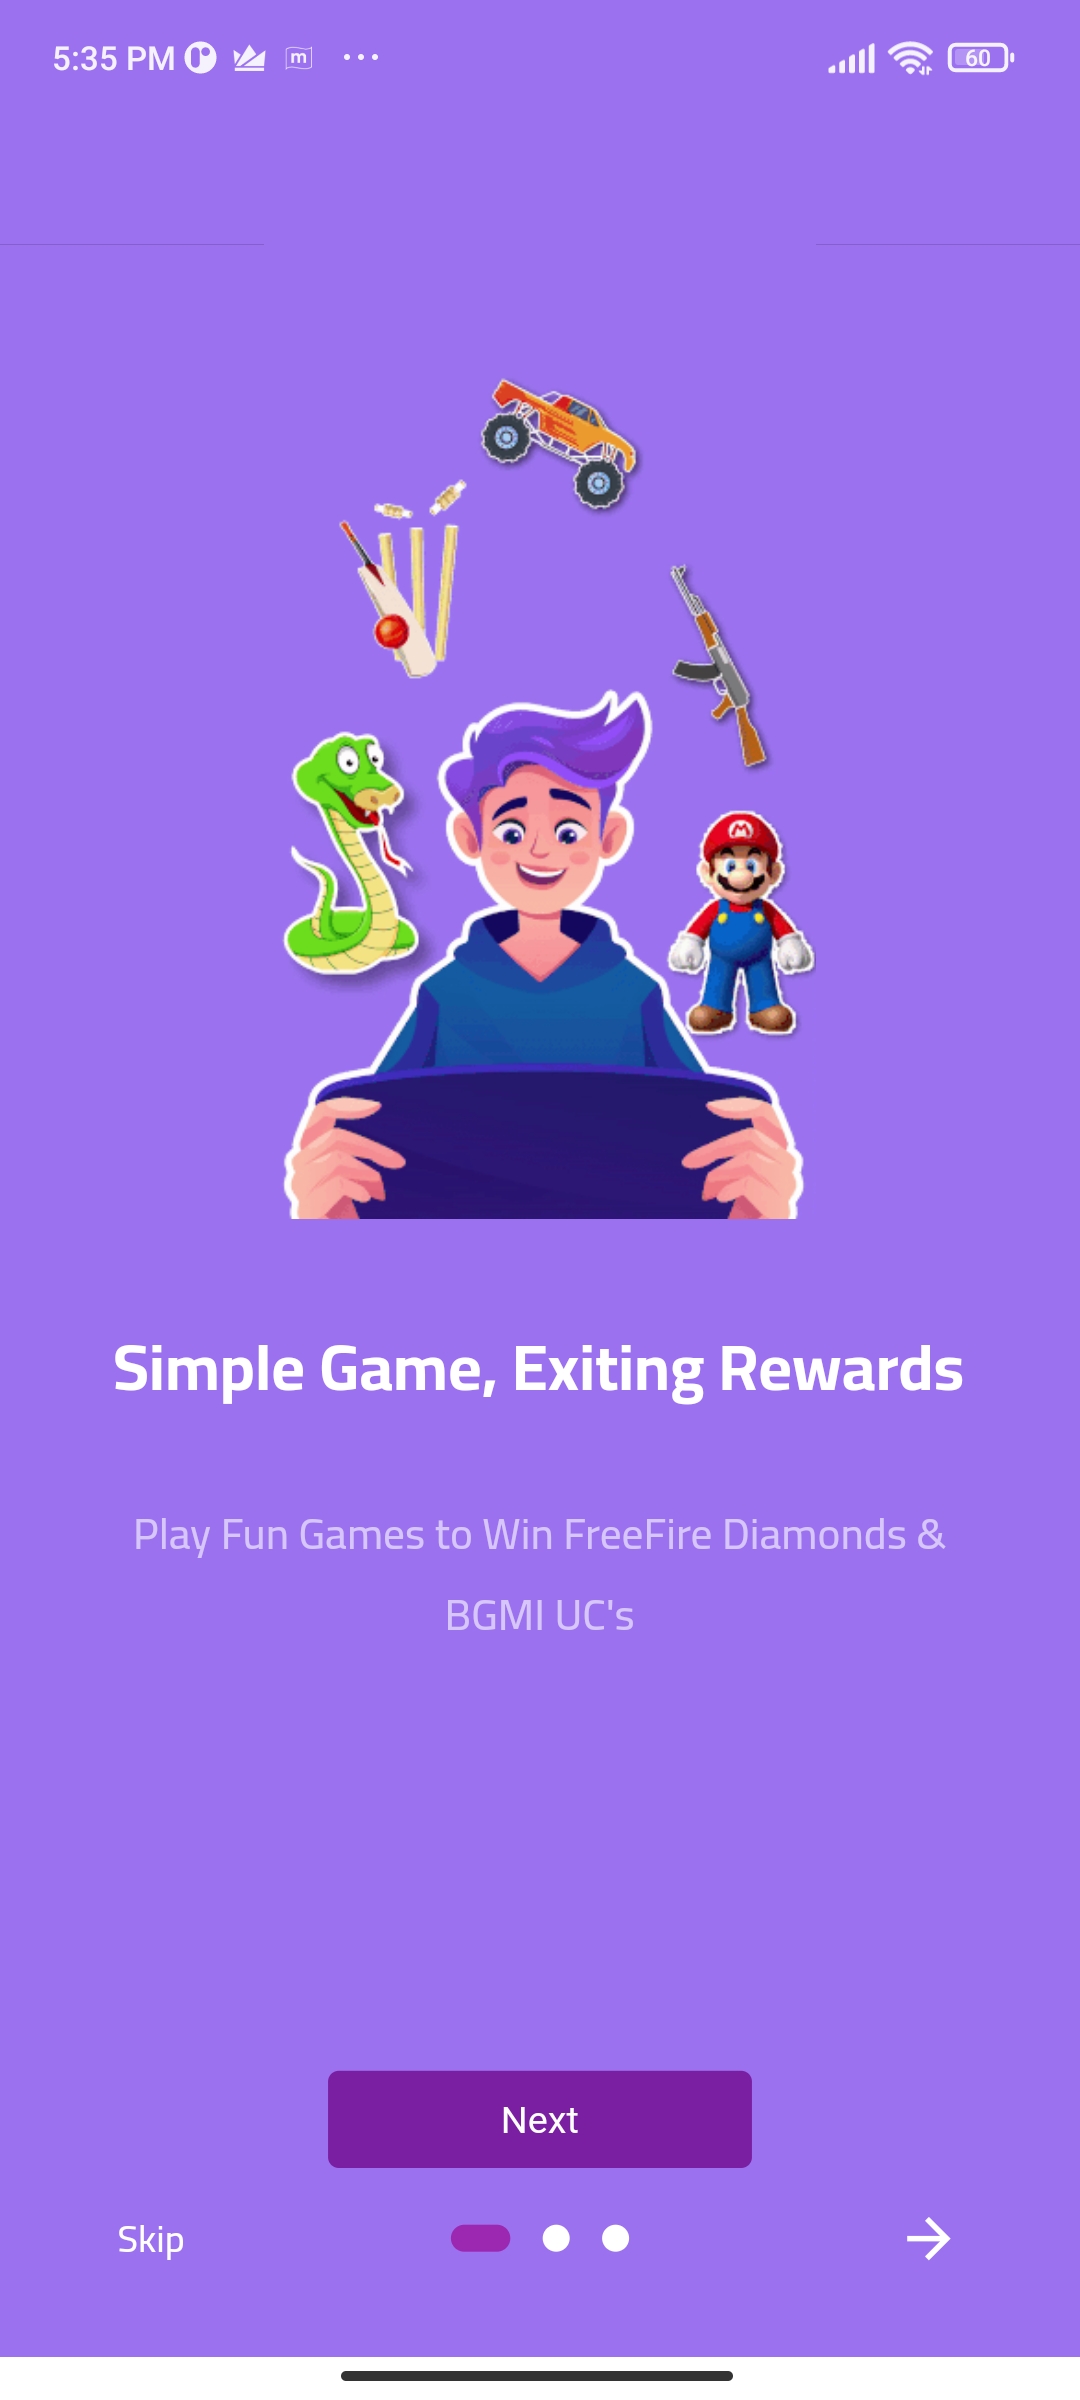 5:35 PM
m
60
M
Simple Game, Exiting Rewards
Play Fun Games to Win FreeFire Diamonds &
BGMI UC's
Next
Skip